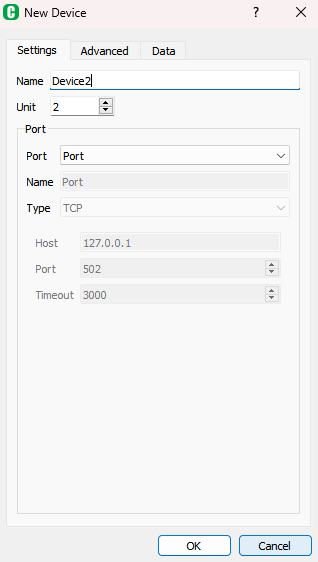 C New Device ? ×
Settings Advanced Data
Name Device2
Unit 2
Port
Port Port
Name Port
Type TCP
Host 127.0.0.1
Port 502
Timeout 3000
OK Cancel